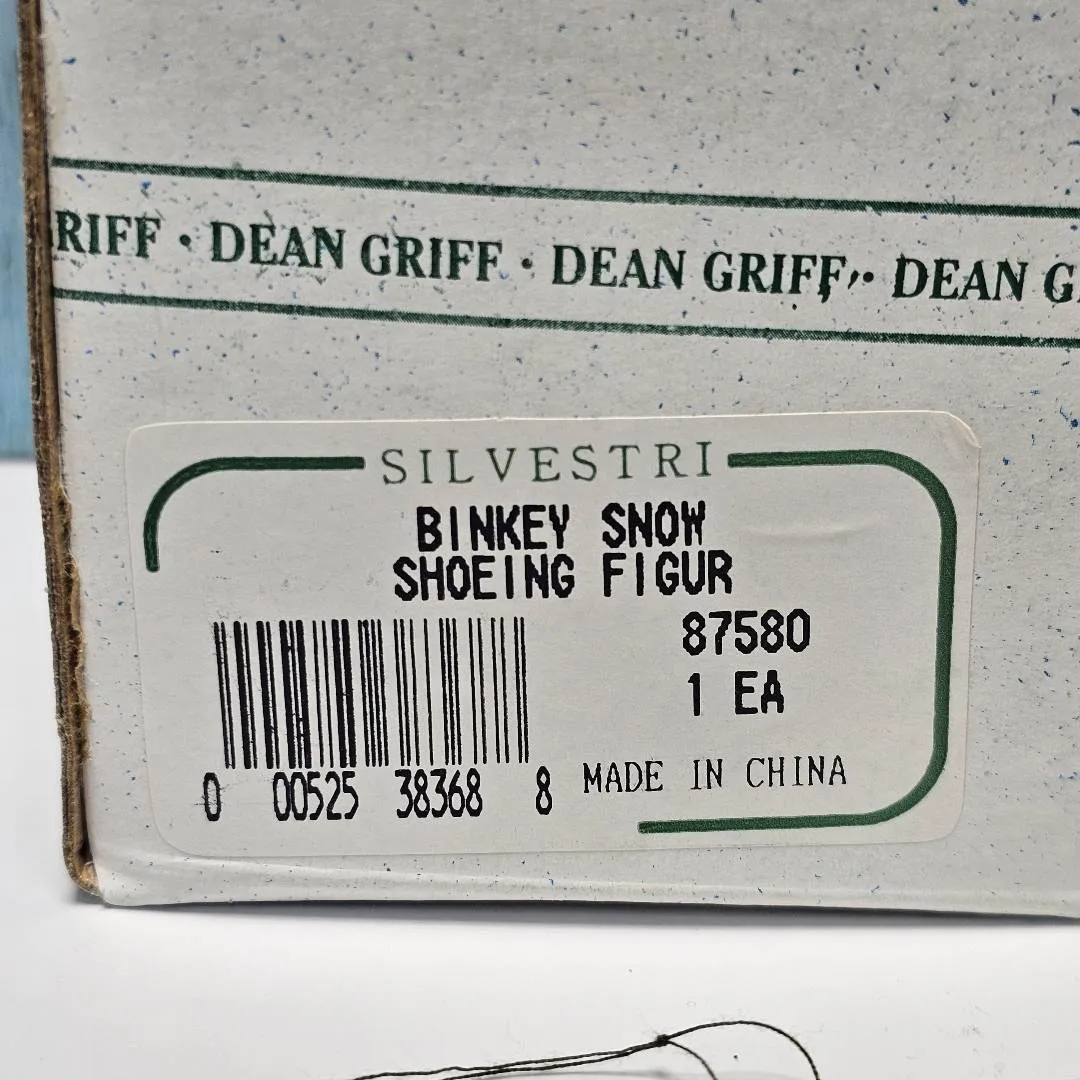 RIFF · DEAN GRIFF · DEAN GRIFF · DEAN G
SILVESTRI
BINKEY SNOW
SHOEING FIGUR
87580
1 EA
0 00525 38368 8
MADE IN CHINA